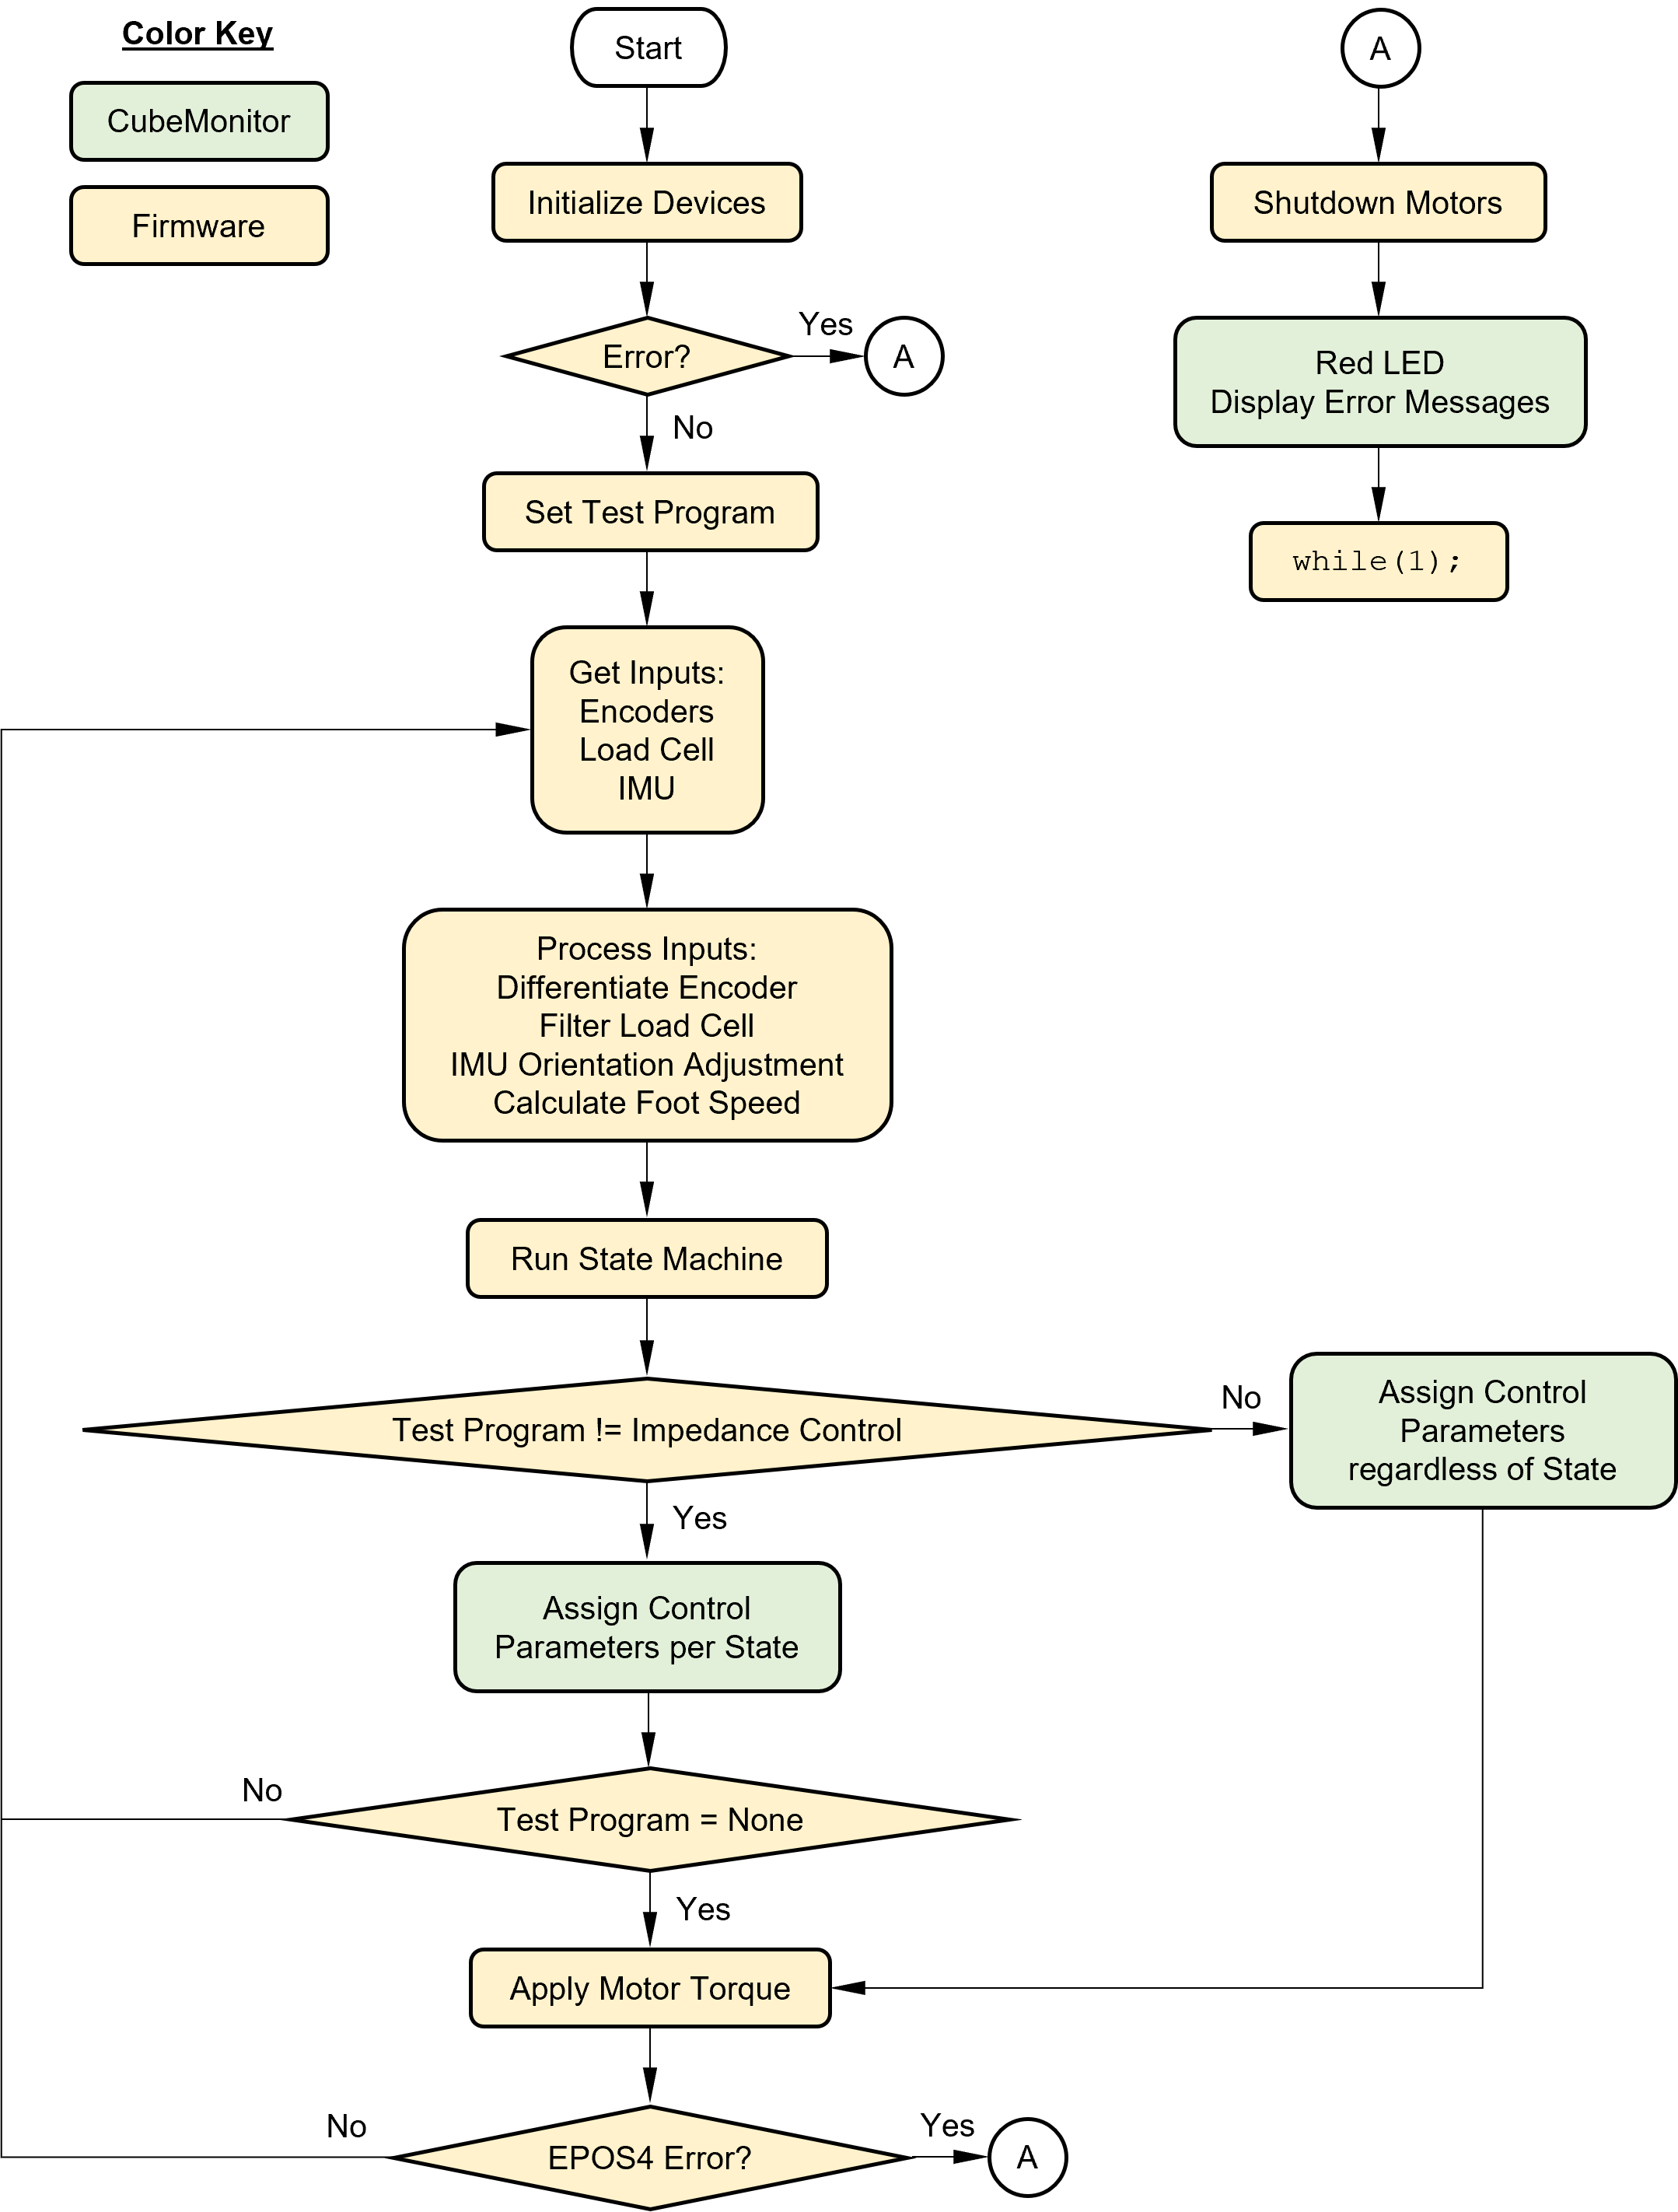 Color Key
CubeMonitor
Firmware
Start
Initialize Devices
Error?
Yes
A
No
Set Test Program
Get Inputs:
Encoders
Load Cell
IMU
Process Inputs:
Differentiate Encoder
Filter Load Cell
IMU Orientation Adjustment
Calculate Foot Speed
Run State Machine
Test Program != Impedance Control
No
Assign Control
Parameters
regardless of State
Yes
Assign Control
Parameters per State
Test Program = None
No
Yes
Apply Motor Torque
EPOS4 Error?
No
Yes
A
A
Shutdown Motors
Red LED
Display Error Messages
while(1);